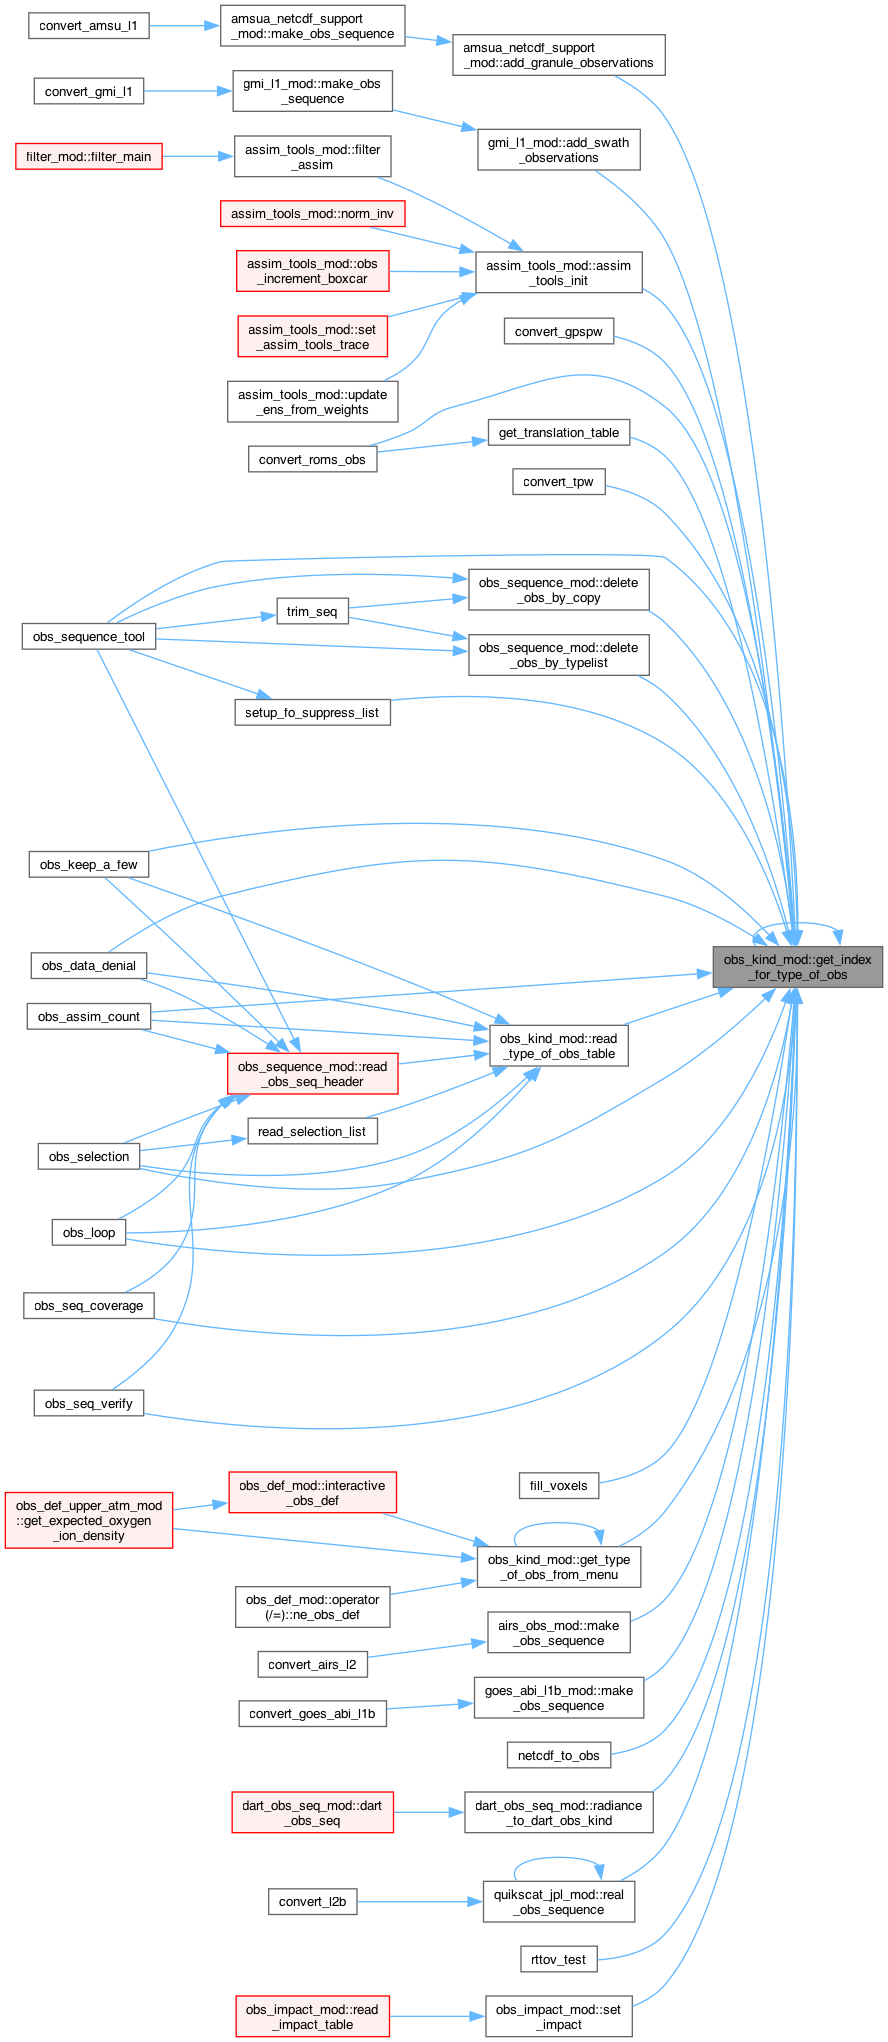 convert_amsu_l1
amsua_netcdf_support
_mod::make_obs_sequence
amsua_netcdf_support
_mod::add_granule_observations
convert_gmi_l1
gmi_l1_mod::make_obs
_sequence
gmi_l1_mod::add_swath
_observations
filter_mod::filter_main
assim_tools_mod::filter
_assim
assim_tools_mod::norm_inv
assim_tools_mod::obs
_increment_boxcar
assim_tools_mod::assim
_tools_init
assim_tools_mod::set
_assim_tools_trace
convert_gpspw
assim_tools_mod::update
_ens_from_weights
get_translation_table
convert_roms_obs
convert_tpw
obs_sequence_mod::delete
_obs_by_copy
trim_seq
obs_sequence_tool
obs_sequence_mod::delete
_obs_by_typelist
setup_fo_suppress_list
obs_keep_a_few
obs_data_denial
obs_kind_mod::get_index
_for_type_of_obs
obs_assim_count
obs_kind_mod::read
_type_of_obs_table
obs_sequence_mod::read
_obs_seq_header
read_selection_list
obs_selection
obs_loop
obs_seq_coverage
obs_seq_verify
fill_voxels
obs_def_mod::interactive
_obs_def
obs_def_upper_atm_mod
::get_expected_oxygen
_ion_density
obs_kind_mod::get_type
_of_obs_from_menu
obs_def_mod::operator
(/=)::ne_obs_def
airs_obs_mod::make
_obs_sequence
convert_airs_l2
goes_abi_l1b_mod::make
_obs_sequence
convert_goes_abi_l1b
netcdf_to_obs
dart_obs_seq_mod::dart
_obs_seq
dart_obs_seq_mod::radiance
_to_dart_obs_kind
quikscat_jpl_mod::real
_obs_sequence
convert_l2b
rttov_test
obs_impact_mod::read
_impact_table
obs_impact_mod::set
_impact